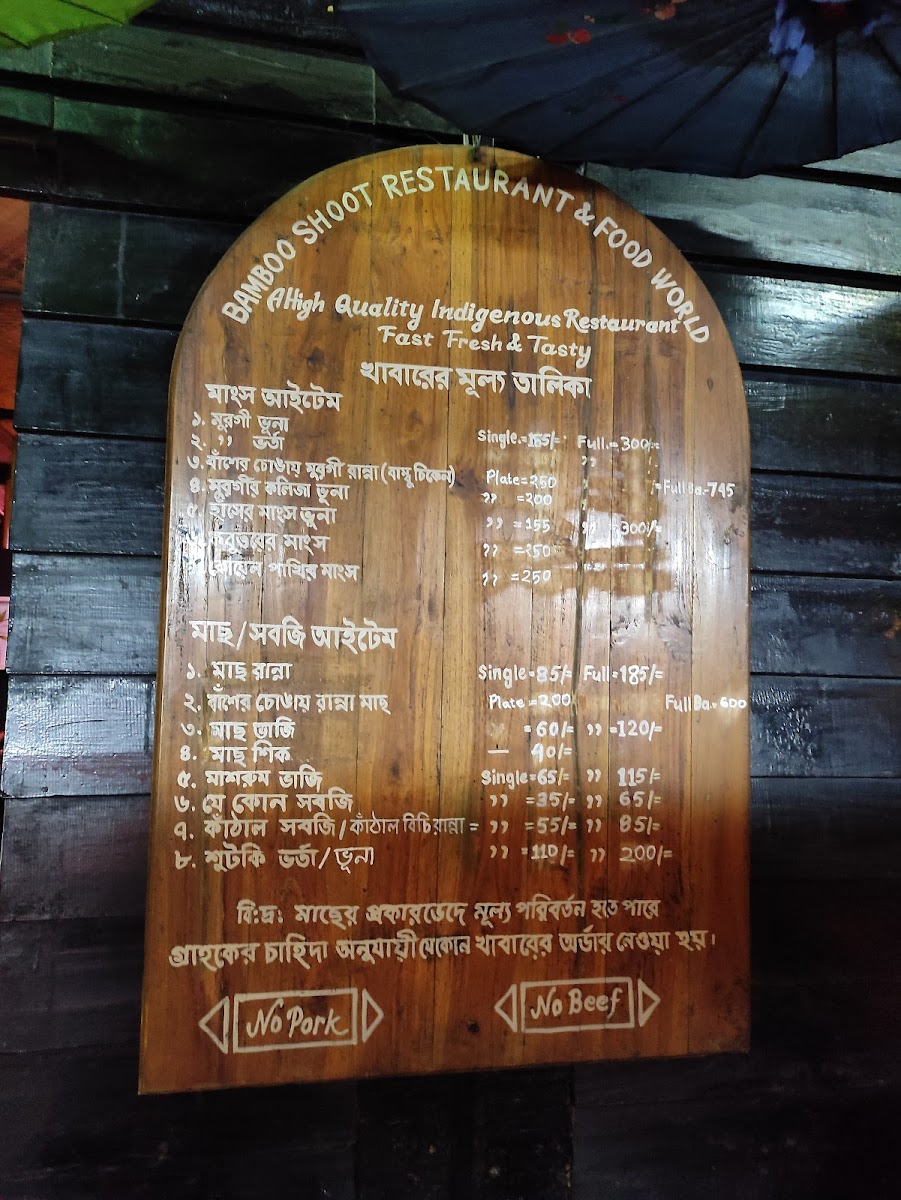 BAMBOO SHOOT RESTAURANT & FOOD WORLD
A High Quality Indigenous Restaurant
Fast Fresh & Tasty
খাবারের মূল্য তালিকা
মাংস আইটেম
১. মুরগী ভুনা
২. " ভর্তা Single.= Full.= 300/=
৩. বাঁশের চোঙায় মুরগী রান্না (বাম্বু চিকেন) Plate = 250 = Full Ba.-745
৪. মুরগীর কলিজা ভুনা " = 200
৫. হাসের মাংস ভুনা " = 155 " = 300/=
কবুতরের মাংস " = 250
কোয়েল পাখির মাংস " = 250
মাছ/সবজি আইটেম
১. মাছ রান্না Single = 85/= Full = 185/=
২. বাঁশের চোঙায় রান্না মাছ Plate = 200 Full Ba.= 600
৩. মাছ ভাজি = 60/= " = 120/=
৪. মাছ শিক — 40/=
৫. মাশরুম ভাজি Single = 65/= " 115/=
৬. যে কোন সবজি " = 35/= " 65/=
৭. কাঁঠাল সবজি/কাঁঠাল বিচি রান্না = " = 55/= " 85/=
৮. শুটকি ভর্তা/ভূনা " = 110/= " 200/=
বি:দ্র: মাছের প্রকারভেদে মূল্য পরিবর্তন হতে পারে
গ্রাহকের চাহিদা অনুযায়ী যেকোন খাবারের অর্ডার নেওয়া হয়।
No Pork
No Beef